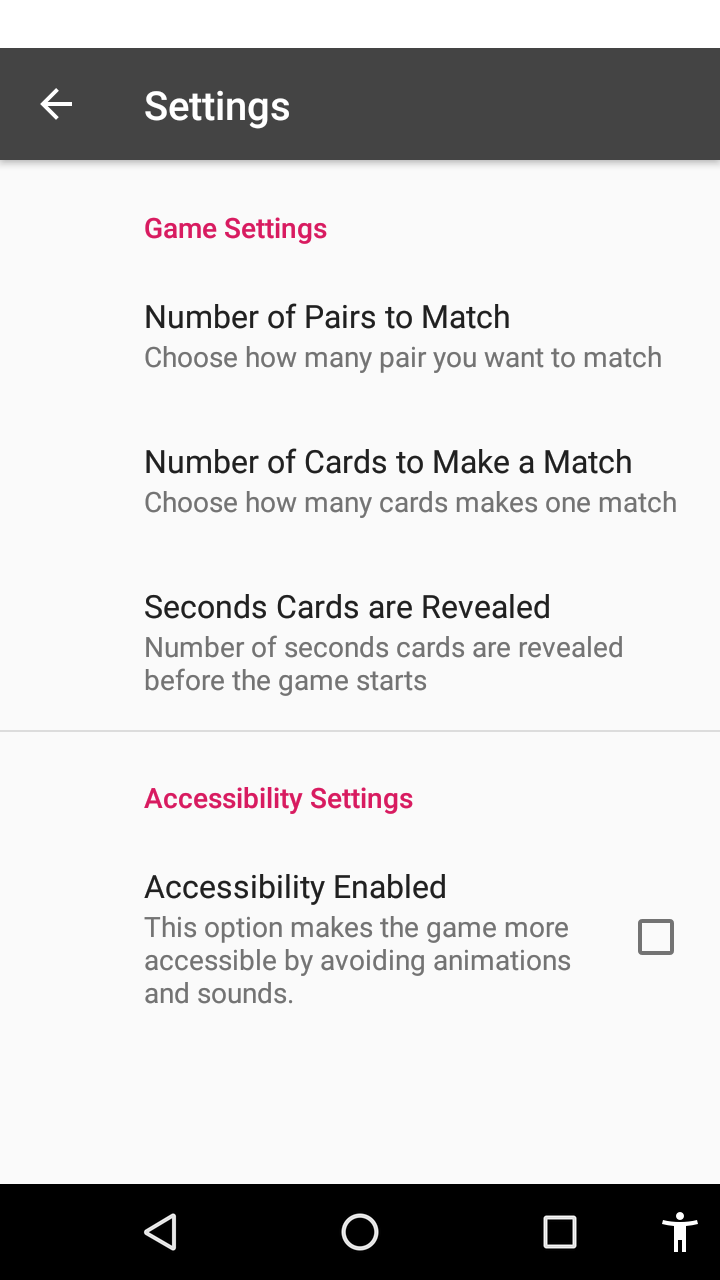 Settings
Game Settings
Number of Pairs to Match
Choose how many pair you want to match
Number of Cards to Make a Match
Choose how many cards makes one match
Seconds Cards are Revealed
Number of seconds cards are revealed
before the game starts
Accessibility Settings
Accessibility Enabled
This option makes the game more
accessible by avoiding animations
and sounds.